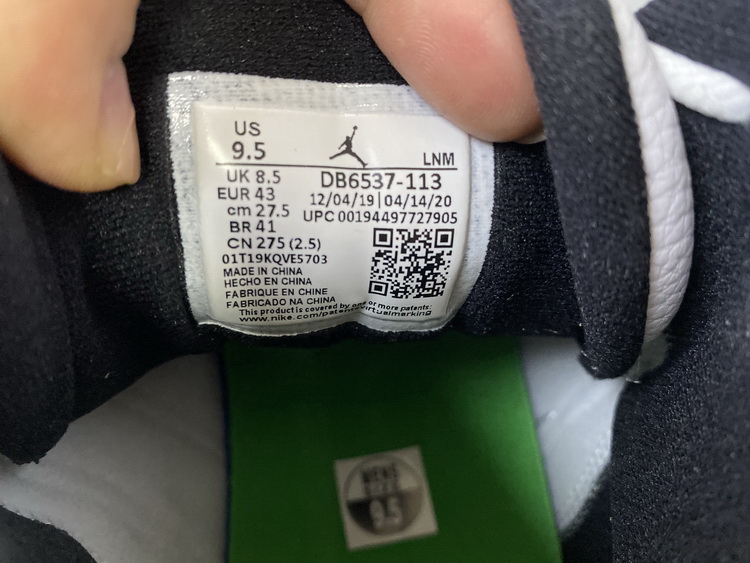 US
9.5
LNM
UK 8.5
DB6537-113
EUR 43
12/04/19 | 04/14/20
cm 27.5
UPC 00194497727905
BR 41
CN 275 (2.5)
01T19KQVE5703
MADE IN CHINA
HECHO EN CHINA
FABRIQUE EN CHINE
FABRICADO NA CHINA
This product is covered by one or more patents:
www.nike.com/patentsvirtualmarking
MENS
SIZE
9.5